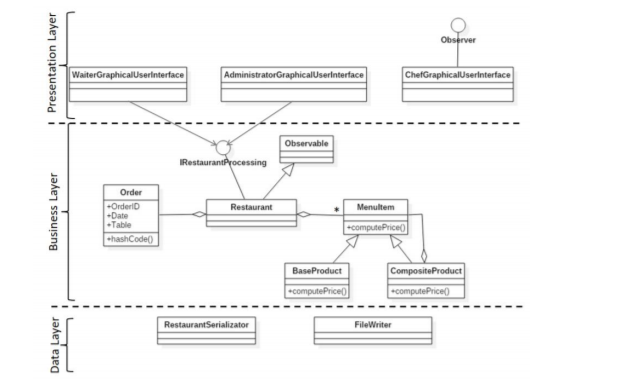 Presentation Layer
Observer
WaiterGraphicalUserInterface
AdministratorGraphicalUserInterface
ChefGraphicalUserInterface
Business Layer
IRestaurantProcessing
Observable
Order
+OrderID
+Date
+Table
+hashCode()
Restaurant
*
MenuItem
+computePrice()
BaseProduct
+computePrice()
CompositeProduct
+computePrice()
Data Layer
RestaurantSerializator
FileWriter